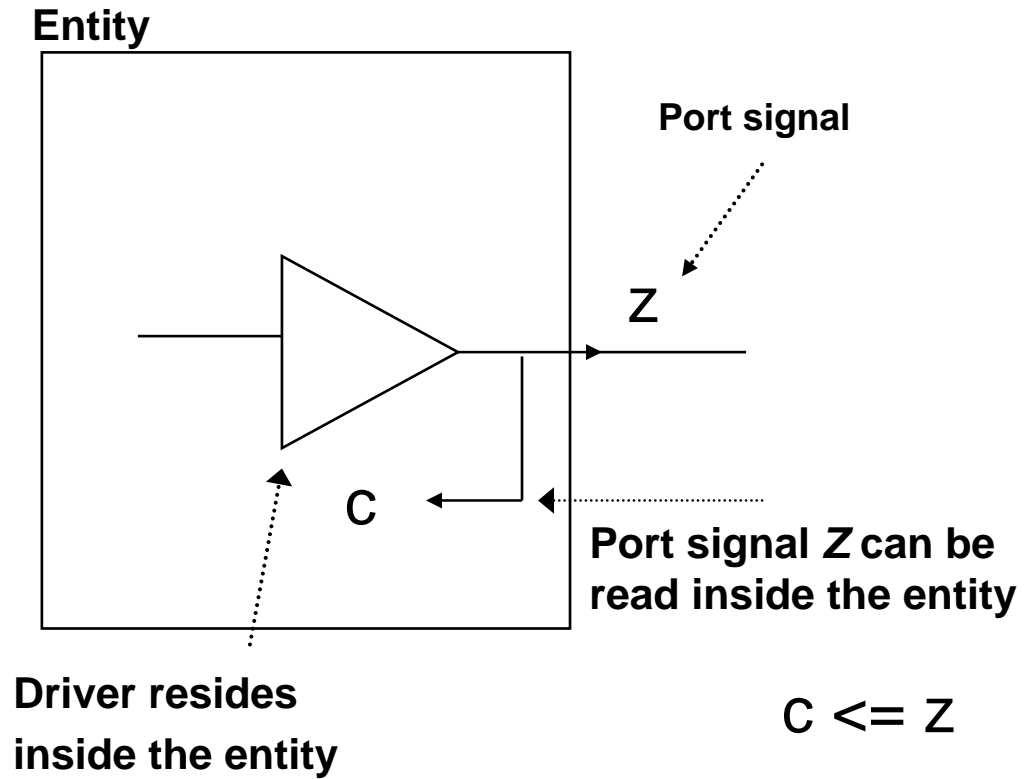 Entity
Port signal
z
c
Port signal Z can be
read inside the entity
Driver resides
inside the entity
c <= z